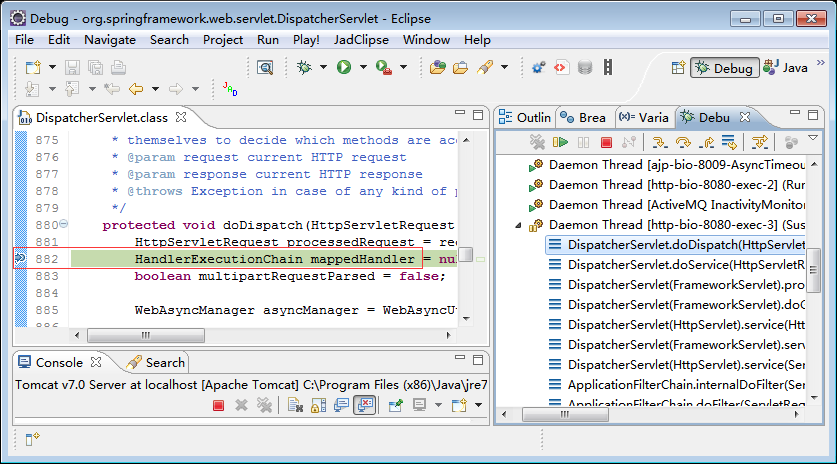 Debug - org.springframework.web.servlet.DispatcherServlet - Eclipse
File Edit Navigate Search Project Run Play! JadClipse Window Help
Debug Java
DispatcherServlet.class
875 * themselves to decide which methods are acc
876 * @param request current HTTP request
877 * @param response current HTTP response
878 * @throws Exception in case of any kind of p
879 */
880 protected void doDispatch(HttpServletRequest
881 HttpServletRequest processedRequest = req
882 HandlerExecutionChain mappedHandler = nul
883 boolean multipartRequestParsed = false;
884
885 WebAsyncManager asyncManager = WebAsyncU
886
Console Search
Tomcat v7.0 Server at localhost [Apache Tomcat] C:\Program Files (x86)\Java\jre7
Outlin Brea Varia Debu
Daemon Thread [ajp-bio-8009-AsyncTimeou
Daemon Thread [http-bio-8080-exec-2] (Run
Daemon Thread [ActiveMQ InactivityMonitor
Daemon Thread [http-bio-8080-exec-3] (Sus
DispatcherServlet.doDispatch(HttpServlet
DispatcherServlet.doService(HttpServletR
DispatcherServlet(FrameworkServlet).pro
DispatcherServlet(FrameworkServlet).doG
DispatcherServlet(HttpServlet).service(Htt
DispatcherServlet(FrameworkServlet).serv
DispatcherServlet(HttpServlet).service(Ser
ApplicationFilterChain.internalDoFilter(Ser
ApplicationFilterChain.doFilter(ServletReq